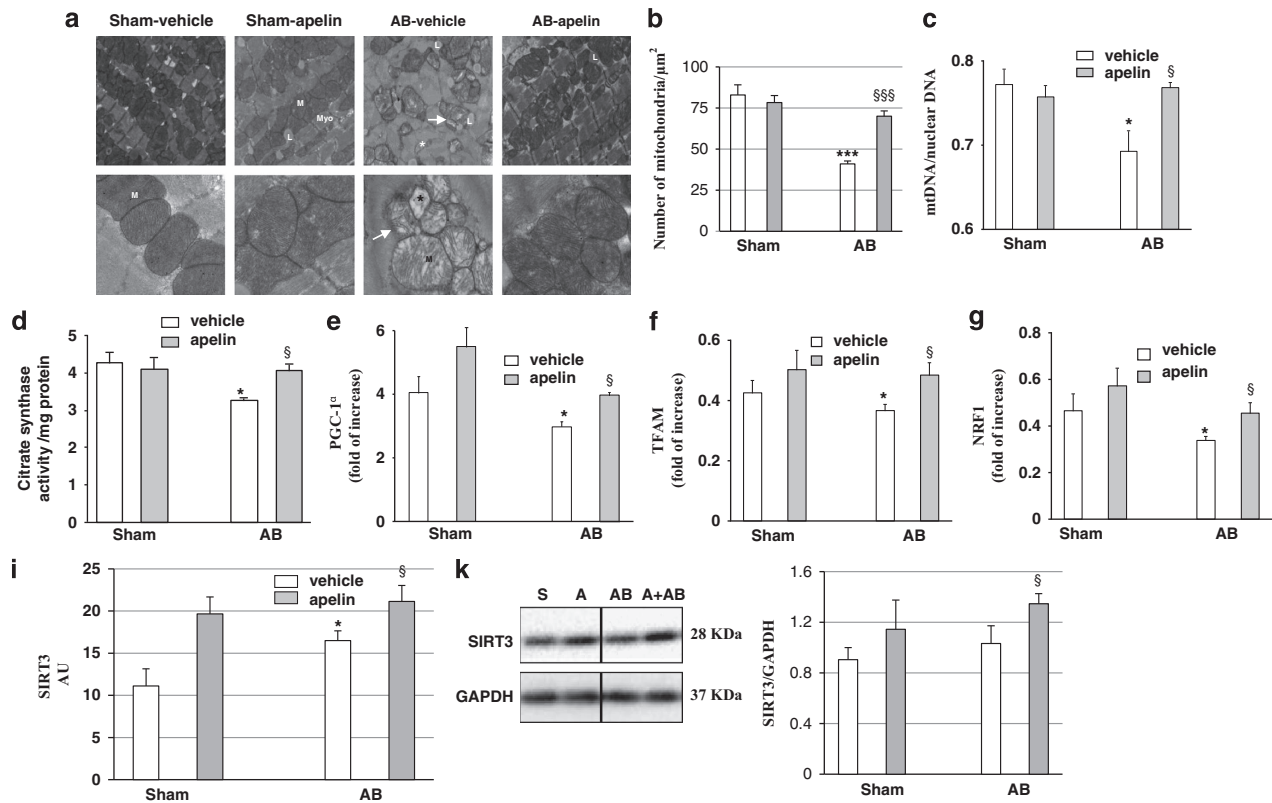 a
Sham-vehicle Sham-apelin AB-vehicle AB-apelin
L L
M Myo L L
* 
M
* M
b
Number of mitochondria/µm²
100
75
50
25
0
***
§§§
Sham AB
c
vehicle
apelin
mtDNA/nuclear DNA
0.8
0.7
0.6
*
§
Sham AB
d
vehicle
apelin
Citrate synthase
activity /mg protein
5
4
3
2
1
0
*
§
Sham AB
e
vehicle
apelin
PGC-1α
(fold of increase)
6
4
2
0
*
§
Sham AB
f
vehicle
apelin
TFAM
(fold of increase)
0.6
0.4
0.2
0
*
§
Sham AB
g
vehicle
apelin
NRF1
(fold of increase)
0.8
0.6
0.4
0.2
0
*
§
Sham AB
i
vehicle
apelin
SIRT3
AU
25
20
15
10
5
0
*
§
Sham AB
k
S A AB A+AB
SIRT3 28 KDa
GAPDH 37 KDa
SIRT3/GAPDH
1.6
1.2
0.8
0.4
0
§
Sham AB